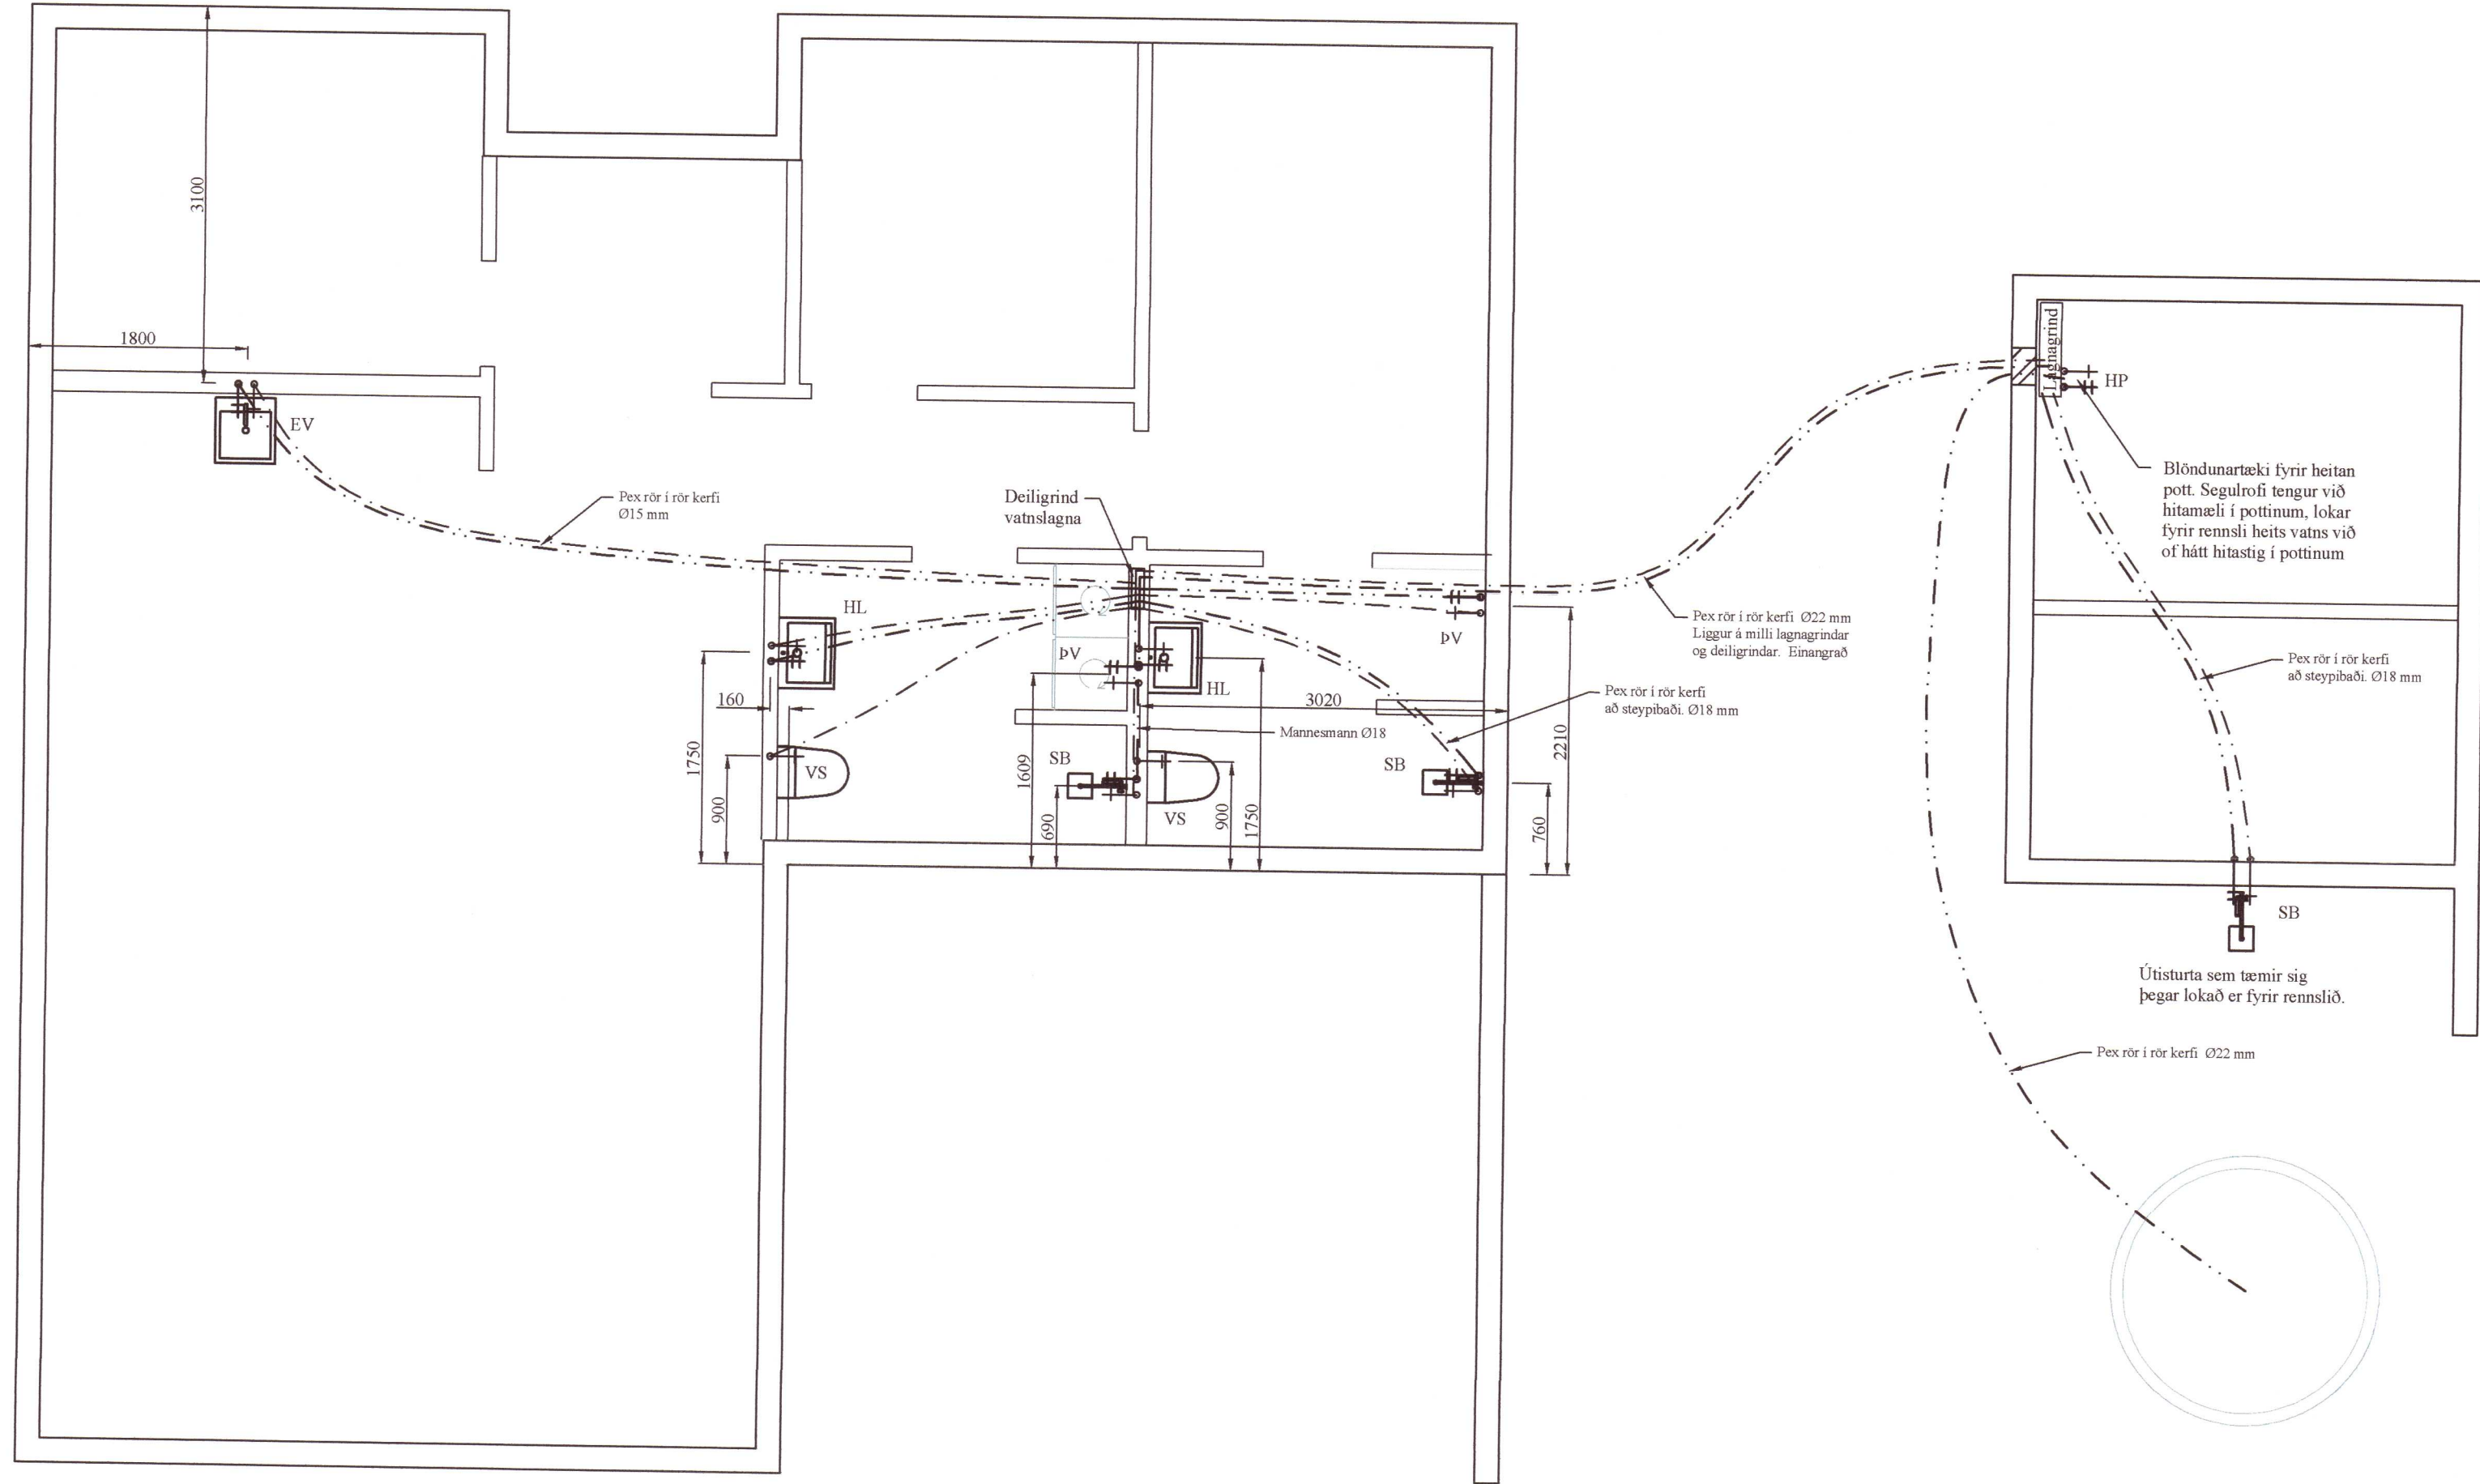 3100
1800
EV
Pex rör í rör kerfi
Ø15 mm
Deiligrind
vatnslagna
HL
1750
160
900
VS
ÞV
1609
SB
690
HL
3020
Mannesmann Ø18
VS
900
1750
ÞV
SB
2210
760
Pex rör í rör kerfi Ø22 mm
Liggur á milli lagnagrindar
og deiligrindar. Einangrað
Pex rör í rör kerfi
að steypibaði. Ø18 mm
Lagnagrind
HP
Blöndunartæki fyrir heitan
pott. Segulrofi tengur við
hitamæli í pottinum, lokar
fyrir rennsli heits vatns við
of hátt hitastig í pottinum
Pex rör í rör kerfi
að steypibaði. Ø18 mm
SB
Útisturta sem tæmir sig
þegar lokað er fyrir rennslið.
Pex rör í rör kerfi Ø22 mm